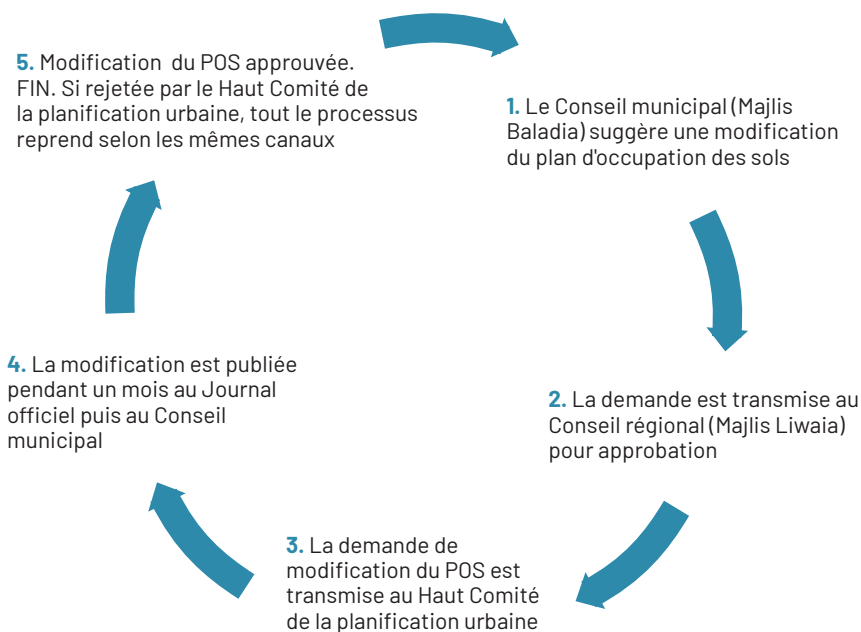 1. Le Conseil municipal (Majlis
Baladia) suggère une modification
du plan d'occupation des sols
2. La demande est transmise au
Conseil régional (Majlis Liwaia)
pour approbation
3. La demande de
modification du POS est
transmise au Haut Comité
de la planification urbaine
4. La modification est publiée
pendant un mois au Journal
officiel puis au Conseil
municipal
5. Modification du POS approuvée.
FIN. Si rejetée par le Haut Comité de
la planification urbaine, tout le processus
reprend selon les mêmes canaux